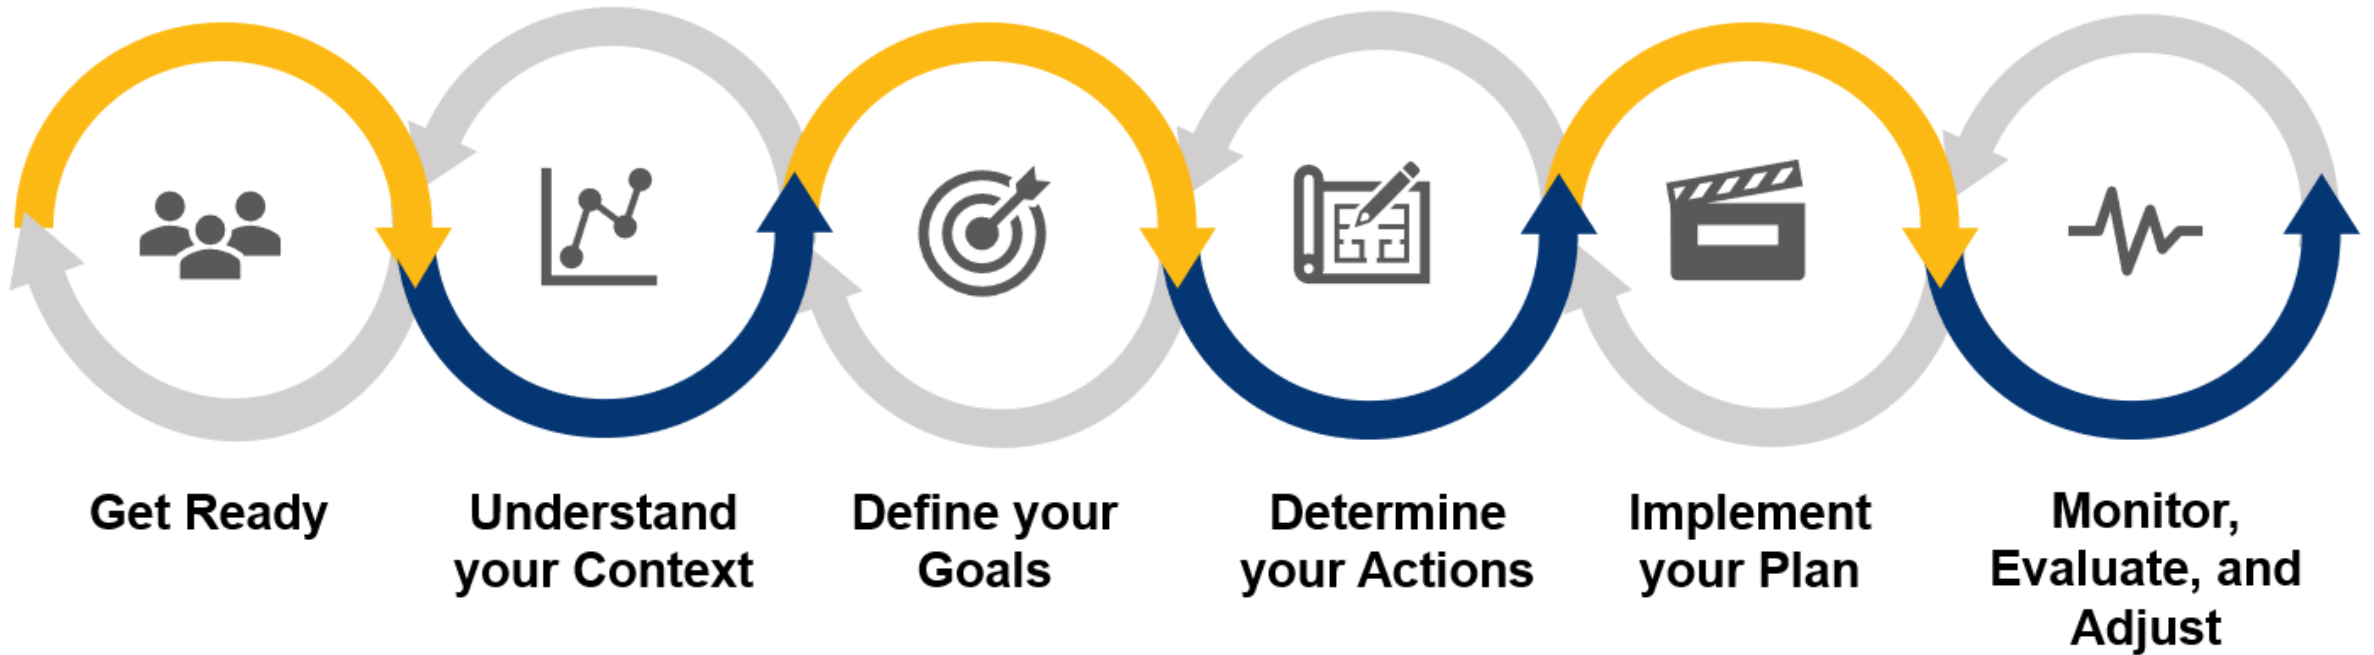 Get Ready
Understand
your Context
Define your
Goals
Determine
your Actions
Implement
your Plan
Monitor,
Evaluate, and
Adjust